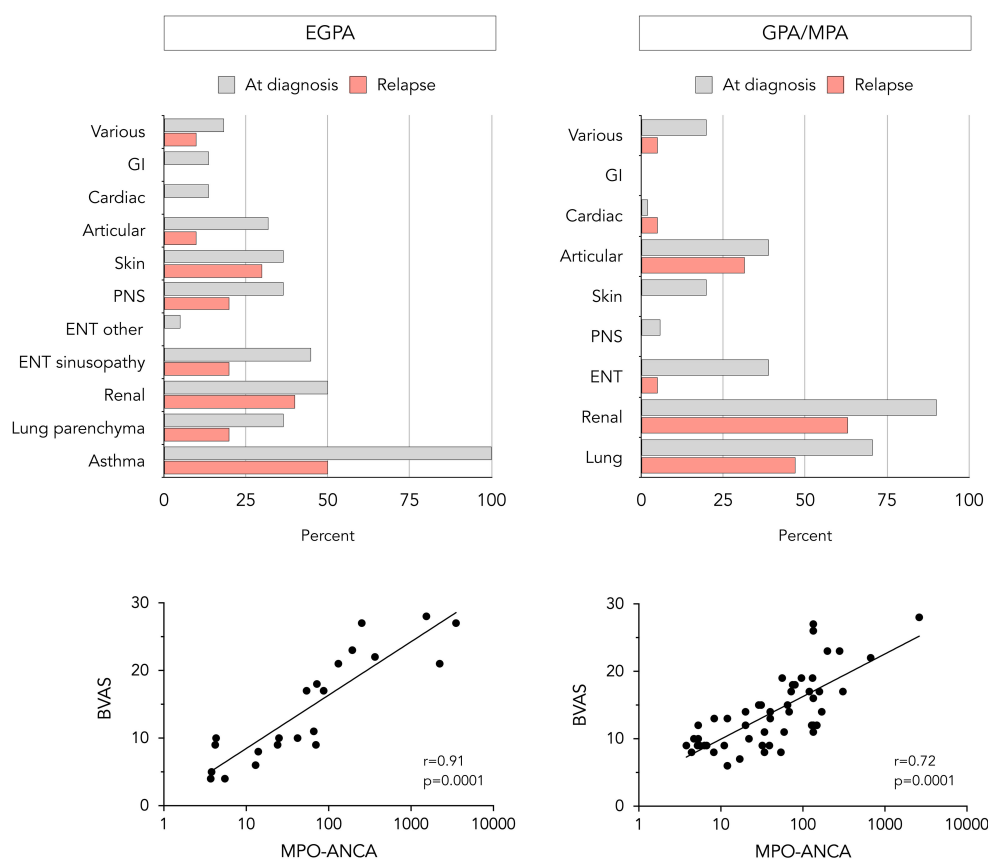 EGPA
At diagnosis Relapse
Various
GI
Cardiac
Articular
Skin
PNS
ENT other
ENT sinusopathy
Renal
Lung parenchyma
Asthma
0 25 50 75 100
Percent
GPA/MPA
At diagnosis Relapse
Various
GI
Cardiac
Articular
Skin
PNS
ENT
Renal
Lung
0 25 50 75 100
Percent
30
20
10
0
BVAS
r=0.91
p=0.0001
1 10 100 1000 10000
MPO-ANCA
30
20
10
0
BVAS
r=0.72
p=0.0001
1 10 100 1000 10000
MPO-ANCA